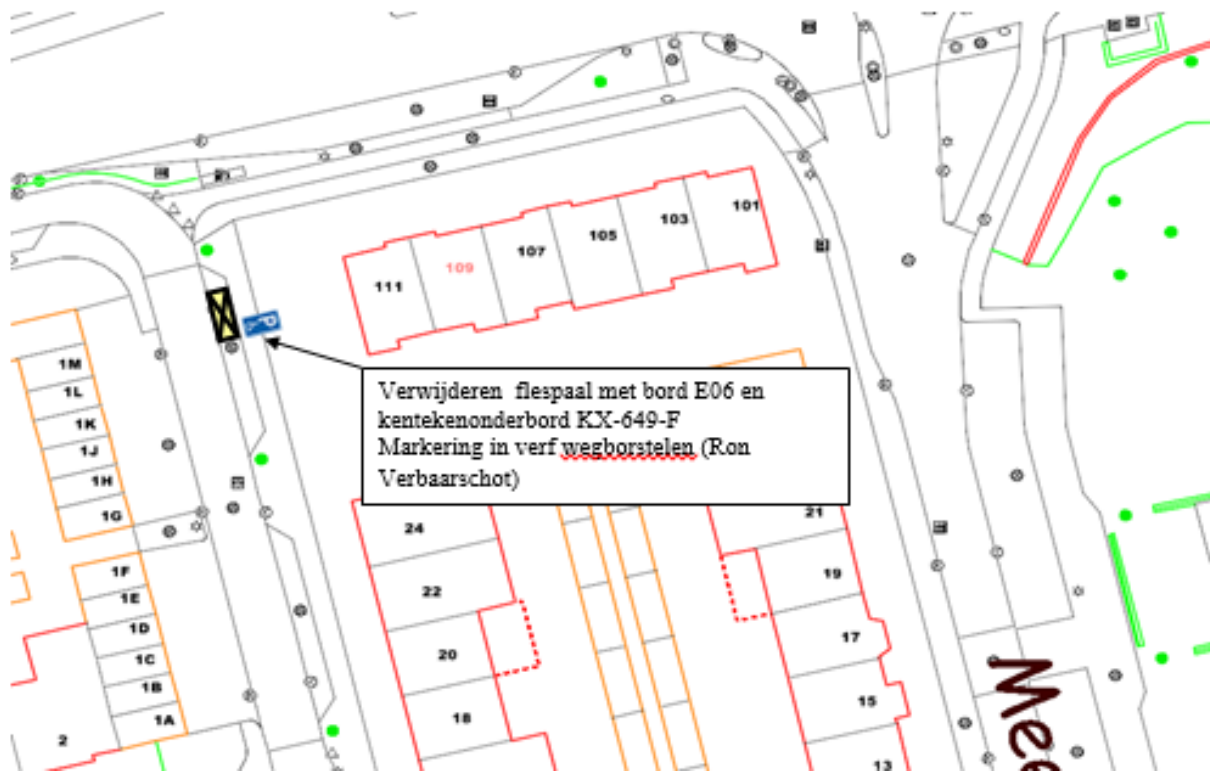 101
103
105
107
109
111
P
1M
1L
1K
1J
1H
1G
Verwijderen flespaal met bord E06 en
kentekenonderbord KX-649-F
Markering in verf wegborstelen (Ron
Verbaarschot)
24
21
22
19
20
17
18
15
13
1F
1E
1D
1C
1B
1A
2
Mee